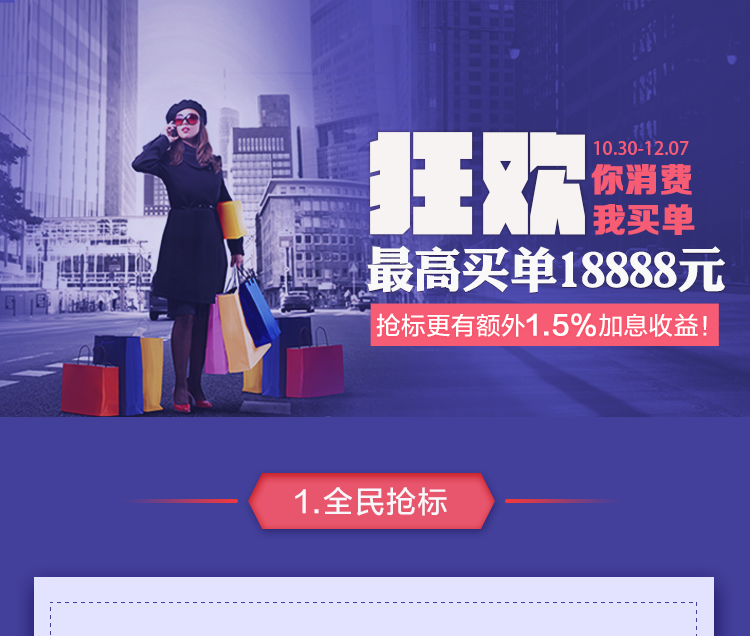 狂欢
10.30-12.07
你消费
我买单
最高买单18888元
抢标更有额外1.5%加息收益!
1.全民抢标